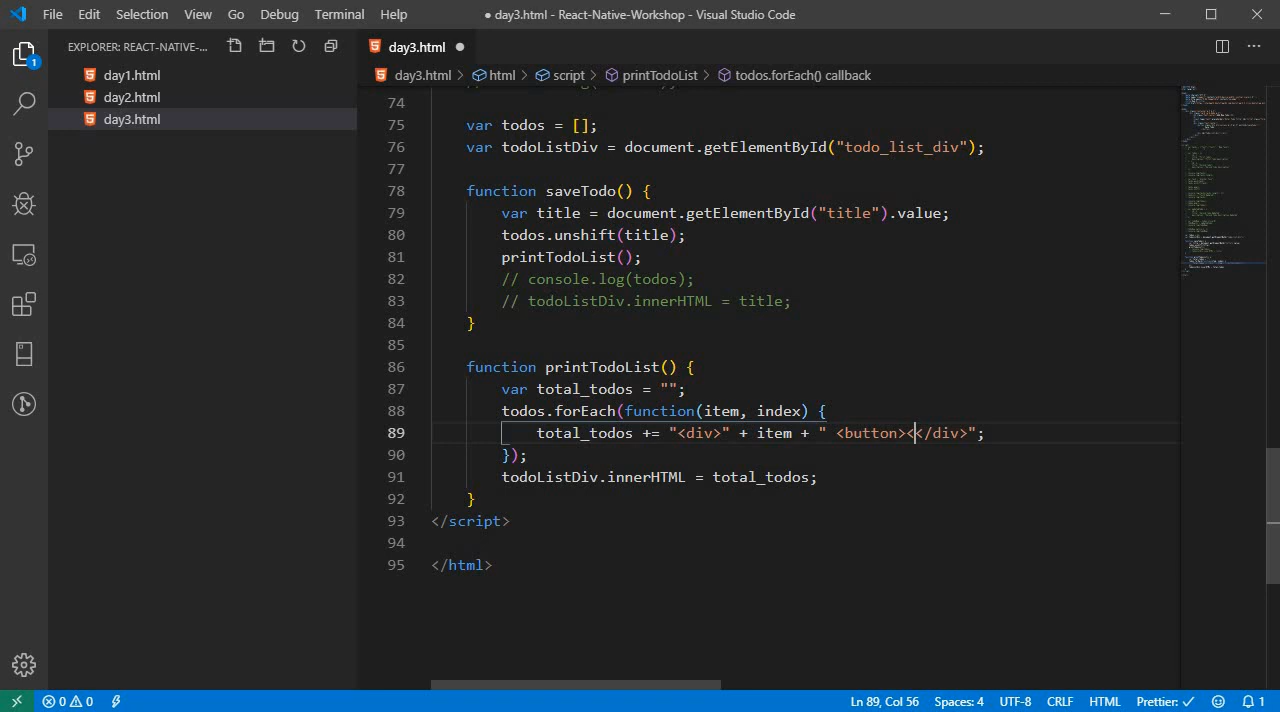 File Edit Selection View Go Debug Terminal Help
● day3.html - React-Native-Workshop - Visual Studio Code
EXPLORER: REACT-NATIVE-...
day1.html
day2.html
day3.html
1
day3.html ●
day3.html > html > script > printTodoList > todos.forEach() callback
74
75 var todos = [];
76 var todoListDiv = document.getElementById("todo_list_div");
77
78 function saveTodo() {
79 var title = document.getElementById("title").value;
80 todos.unshift(title);
81 printTodoList();
82 // console.log(todos);
83 // todoListDiv.innerHTML = title;
84 }
85
86 function printTodoList() {
87 var total_todos = "";
88 todos.forEach(function(item, index) {
89 total_todos += "<div>" + item + " <button><</div>";
90 });
91 todoListDiv.innerHTML = total_todos;
92 }
93 </script>
94
95 </html>
0 0
Ln 89, Col 56 Spaces: 4 UTF-8 CRLF HTML Prettier: ✓ 1